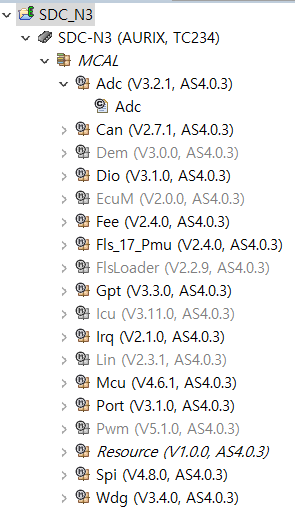 SDC_N3
SDC-N3 (AURIX, TC234)
MCAL
Adc (V3.2.1, AS4.0.3)
Adc
Can (V2.7.1, AS4.0.3)
Dem (V3.0.0, AS4.0.3)
Dio (V3.1.0, AS4.0.3)
EcuM (V2.0.0, AS4.0.3)
Fee (V2.4.0, AS4.0.3)
Fls_17_Pmu (V2.4.0, AS4.0.3)
FlsLoader (V2.2.9, AS4.0.3)
Gpt (V3.3.0, AS4.0.3)
Icu (V3.11.0, AS4.0.3)
Irq (V2.1.0, AS4.0.3)
Lin (V2.3.1, AS4.0.3)
Mcu (V4.6.1, AS4.0.3)
Port (V3.1.0, AS4.0.3)
Pwm (V5.1.0, AS4.0.3)
Resource (V1.0.0, AS4.0.3)
Spi (V4.8.0, AS4.0.3)
Wdg (V3.4.0, AS4.0.3)